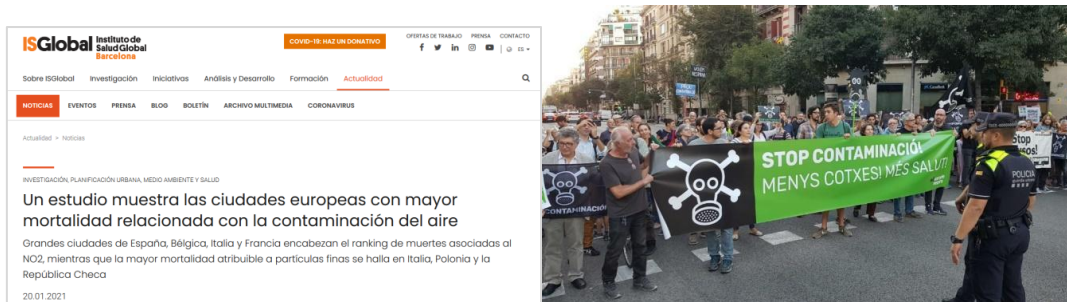 ISGlobal Instituto de
Salud Global
Barcelona
COVID-19: HAZ UN DONATIVO
OFERTAS DE TRABAJO PRENSA CONTACTO
ES
Sobre ISGlobal Investigación Iniciativas Análisis y Desarrollo Formación Actualidad
NOTICIAS EVENTOS PRENSA BLOG BOLETÍN ARCHIVO MULTIMEDIA CORONAVIRUS
Actualidad > Noticias
INVESTIGACIÓN, PLANIFICACIÓN URBANA, MEDIO AMBIENTE Y SALUD
Un estudio muestra las ciudades europeas con mayor
mortalidad relacionada con la contaminación del aire
Grandes ciudades de España, Bélgica, Italia y Francia encabezan el ranking de muertes asociadas al
NO2, mientras que la mayor mortalidad atribuible a partículas finas se halla en Italia, Polonia y la
República Checa
20.01.2021
STOP CONTAMINACIÓ!
MENYS COTXES! MÉS SALUT!
CONTAMINACIÓ
Stop
POLICIA